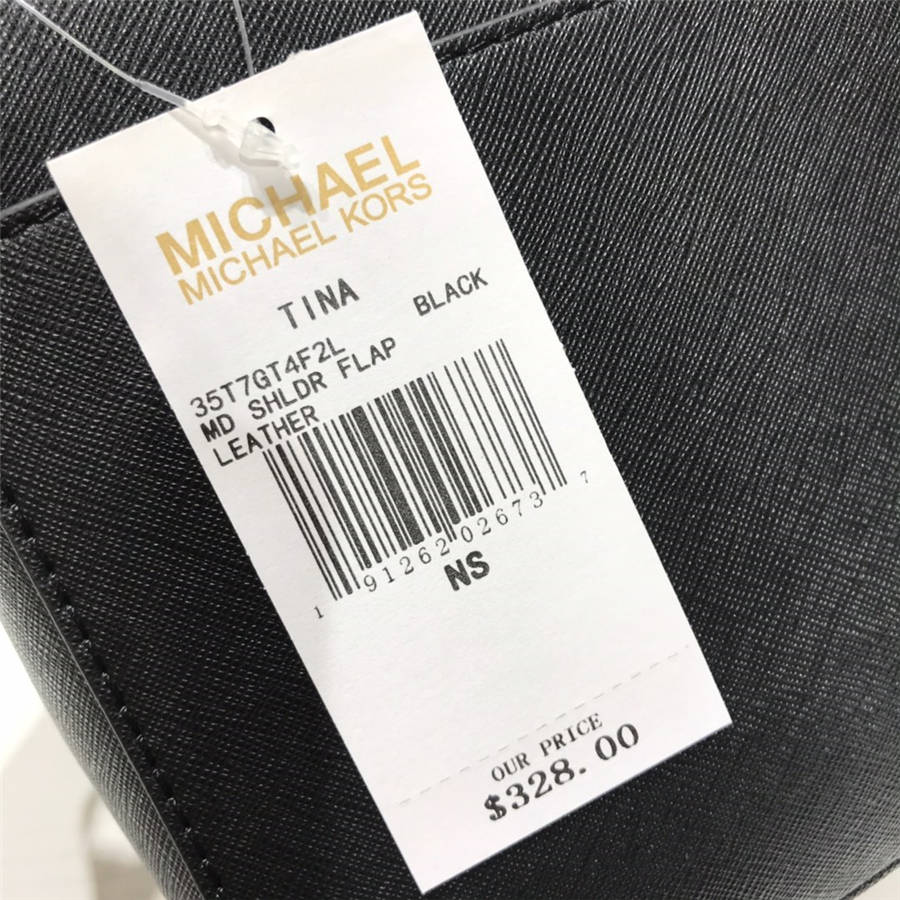 MICHAEL
MICHAEL KORS
TINA
35T7GT4F2L BLACK
MD SHLDR FLAP
LEATHER
1 91262 02673 7
NS
OUR PRICE
$328.00